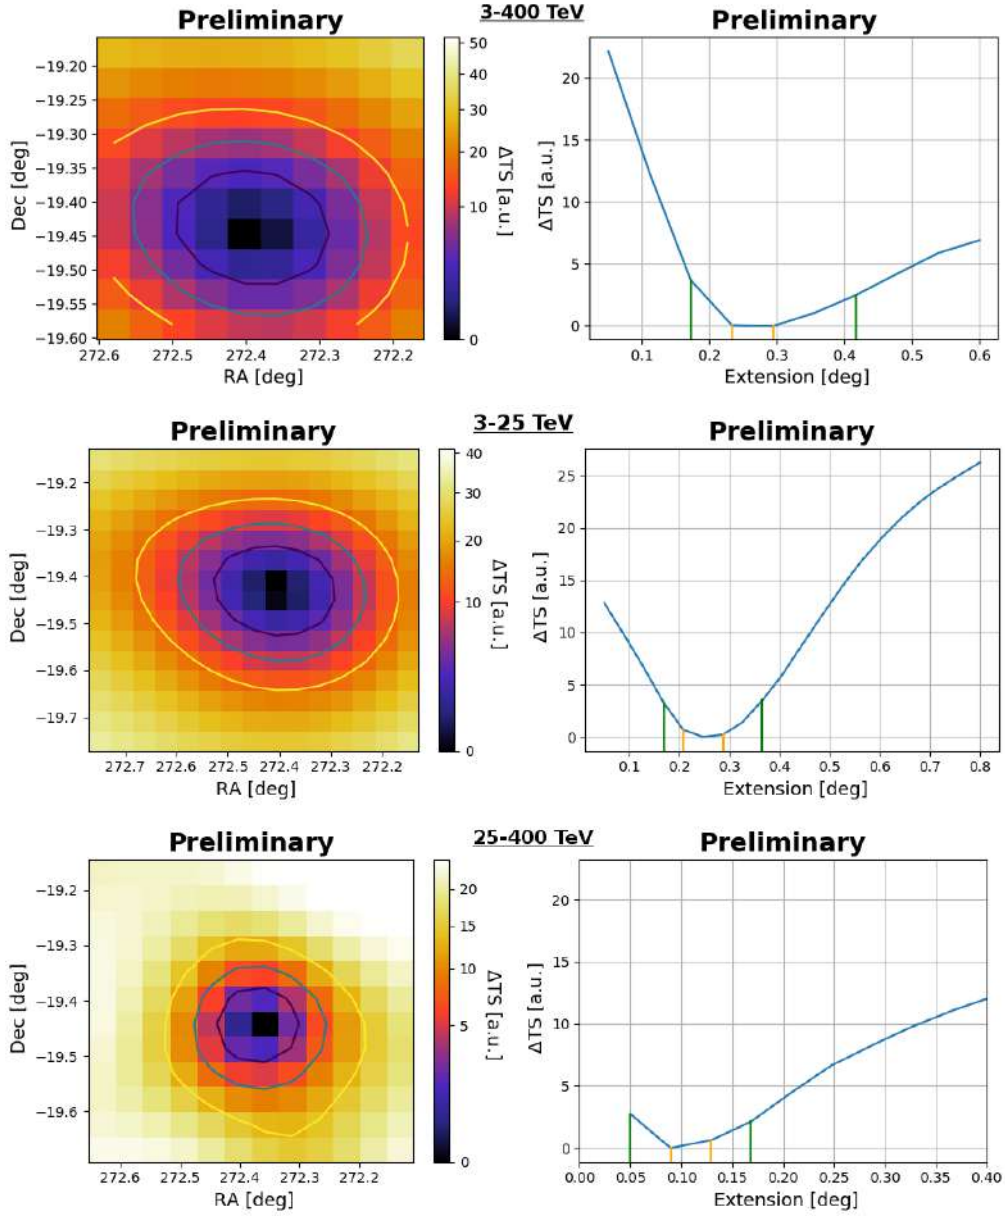 3-400 TeV
Preliminary
Preliminary
−19.20
−19.25
−19.30
−19.35
−19.40
−19.45
−19.50
−19.55
−19.60
Dec [deg]
272.6 272.5 272.4 272.3 272.2
RA [deg]
50
40
30
20
10
0
ΔTS [a.u.]
20
15
10
5
0
ΔTS [a.u.]
0.1 0.2 0.3 0.4 0.5 0.6
Extension [deg]
3-25 TeV
Preliminary
Preliminary
−19.2
−19.3
−19.4
−19.5
−19.6
−19.7
Dec [deg]
272.7 272.6 272.5 272.4 272.3 272.2
RA [deg]
40
30
20
10
0
ΔTS [a.u.]
25
20
15
10
5
0
ΔTS [a.u.]
0.1 0.2 0.3 0.4 0.5 0.6 0.7 0.8
Extension [deg]
25-400 TeV
Preliminary
Preliminary
−19.2
−19.3
−19.4
−19.5
−19.6
Dec [deg]
272.6 272.5 272.4 272.3 272.2
RA [deg]
20
15
10
5
0
ΔTS [a.u.]
20
15
10
5
0
ΔTS [a.u.]
0.00 0.05 0.10 0.15 0.20 0.25 0.30 0.35 0.40
Extension [deg]